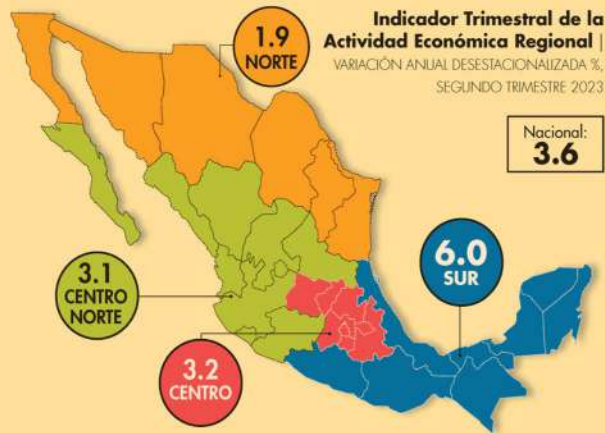 Indicador Trimestral de la
Actividad Económica Regional |
VARIACIÓN ANUAL DESESTACIONALIZADA %,
SEGUNDO TRIMESTRE 2023
Nacional:
3.6
1.9
NORTE
3.1
CENTRO
NORTE
3.2
CENTRO
6.0
SUR